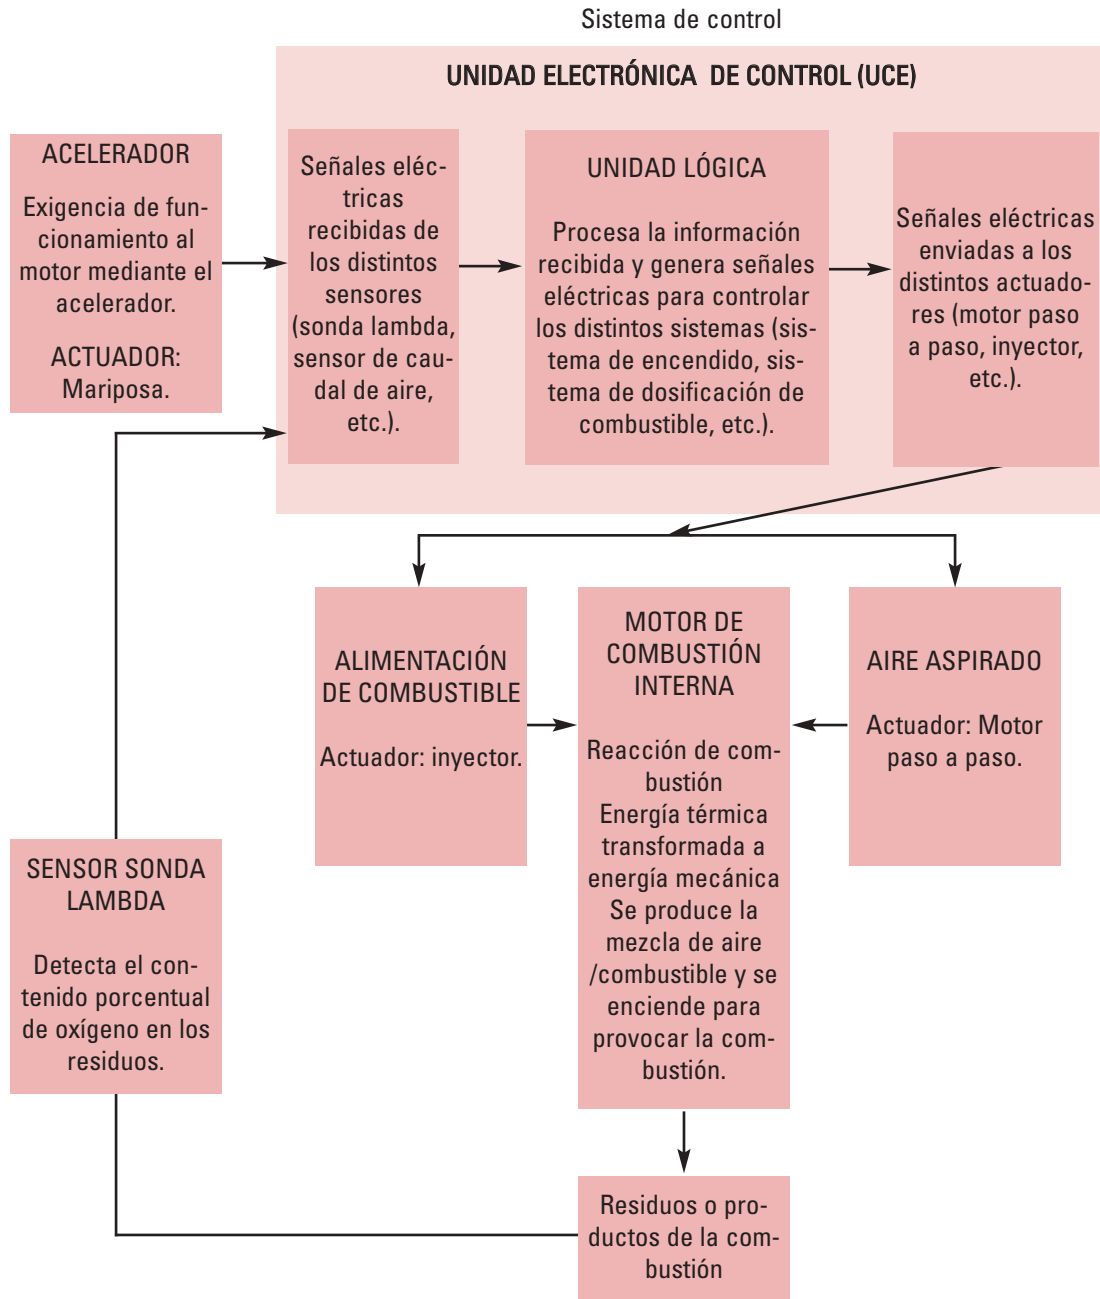 Sistema de control
UNIDAD ELECTRÓNICA DE CONTROL (UCE)
ACELERADOR
Exigencia de fun-
cionamiento al
motor mediante el
acelerador.
ACTUADOR:
Mariposa.
Señales eléc-
tricas
recibidas de
los distintos
sensores
(sonda lambda,
sensor de cau-
dal de aire,
etc.).
UNIDAD LÓGICA
Procesa la información
recibida y genera señales
eléctricas para controlar
los distintos sistemas (sis-
tema de encendido, sis-
tema de dosificación de
combustible, etc.).
Señales eléctricas
enviadas a los
distintos actuado-
res (motor paso
a paso, inyector,
etc.).
ALIMENTACIÓN
DE COMBUSTIBLE
Actuador: inyector.
MOTOR DE
COMBUSTIÓN
INTERNA
Reacción de com-
bustión
Energía térmica
transformada a
energía mecánica
Se produce la
mezcla de aire
/combustible y se
enciende para
provocar la com-
bustión.
AIRE ASPIRADO
Actuador: Motor
paso a paso.
SENSOR SONDA
LAMBDA
Detecta el con-
tenido porcentual
de oxígeno en los
residuos.
Residuos o pro-
ductos de la com-
bustión